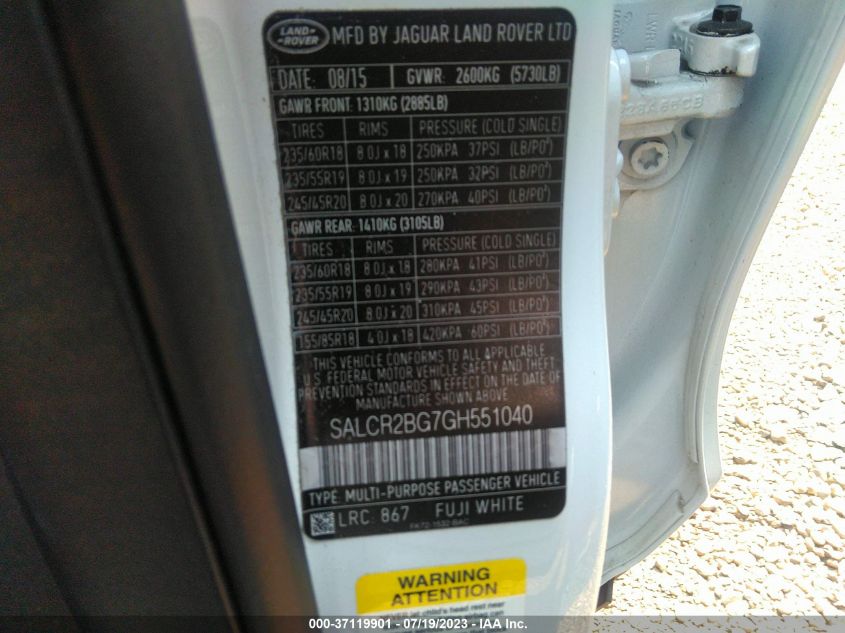 LAND-
ROVER
MFD BY JAGUAR LAND ROVER LTD
DATE: 08/15 GVWR: 2600KG (5730LB)
GAWR FRONT: 1310KG (2885LB)
TIRES RIMS PRESSURE (COLD SINGLE)
235/60R18 8.0J x 18 250KPA 37PSI (LB/PO²)
235/55R19 8.0J x 19 250KPA 32PSI (LB/PO²)
245/45R20 8.0J x 20 270KPA 40PSI (LB/PO²)
GAWR REAR: 1410KG (3105LB)
TIRES RIMS PRESSURE (COLD SINGLE)
235/60R18 8.0J x 18 280KPA 41PSI (LB/PO²)
235/55R19 8.0J x 19 290KPA 43PSI (LB/PO²)
245/45R20 8.0J x 20 310KPA 45PSI (LB/PO²)
155/85R18 4.0J x 18 420KPA 60PSI (LB/PO²)
THIS VEHICLE CONFORMS TO ALL APPLICABLE
U.S. FEDERAL MOTOR VEHICLE SAFETY AND THEFT
PREVENTION STANDARDS IN EFFECT ON THE DATE OF
MANUFACTURE SHOWN ABOVE
SALCR2BG7GH551040
TYPE: MULTI-PURPOSE PASSENGER VEHICLE
LRC: 867 FUJI WHITE
WARNING
ATTENTION
let child's head rest near
000-37119901 - 07/19/2023 - IAA Inc.